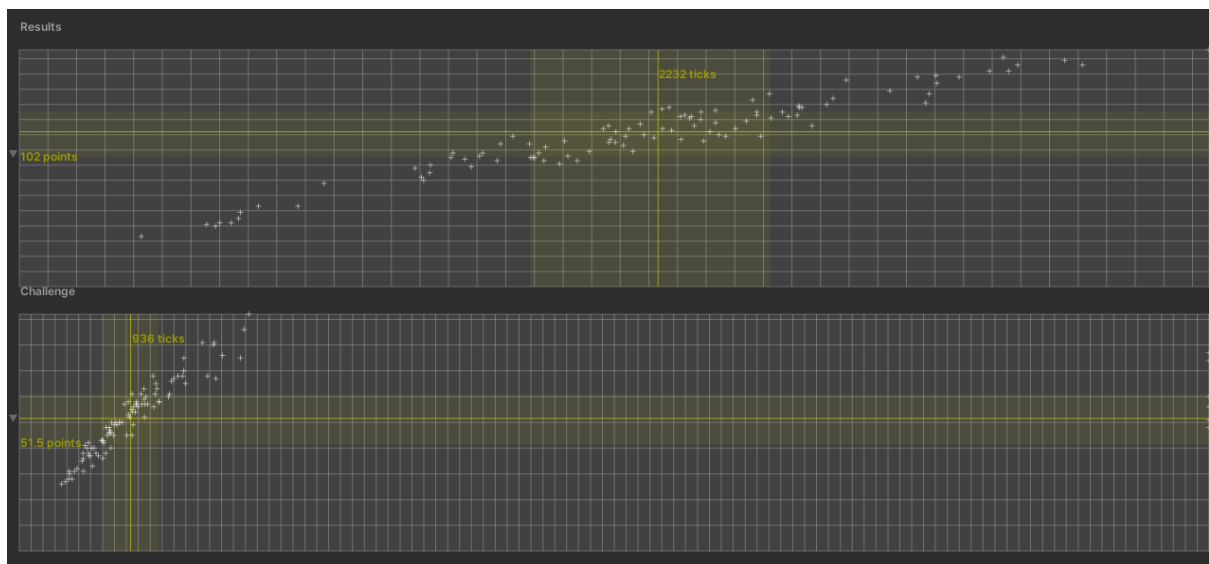 Results
2232 ticks
102 points
Challenge
936 ticks
51.5 points